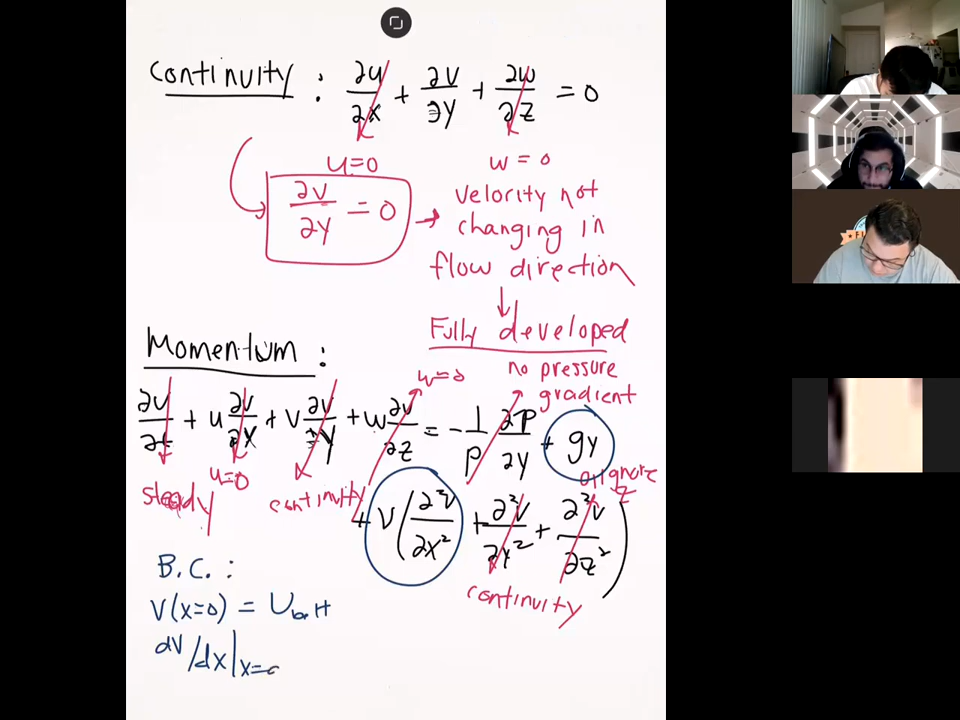 Continuity : ∂u/∂x + ∂v/∂y + ∂w/∂z = 0
u=0
w = 0
∂v/∂y = 0
→ velocity not
changing in
flow direction
Fully developed
Momentum :
w=0
no pressure
gradient
∂v/∂t + u ∂v/∂x + v ∂v/∂y + w ∂v/∂z = - 1/ρ ∂P/∂y + gy
steady
u=0
continuity
ignore
z
+ ν ( ∂²v/∂x² + ∂²v/∂y² + ∂²v/∂z² )
continuity
B.C. :
V(x=0) = U belt
dV/dx|x=